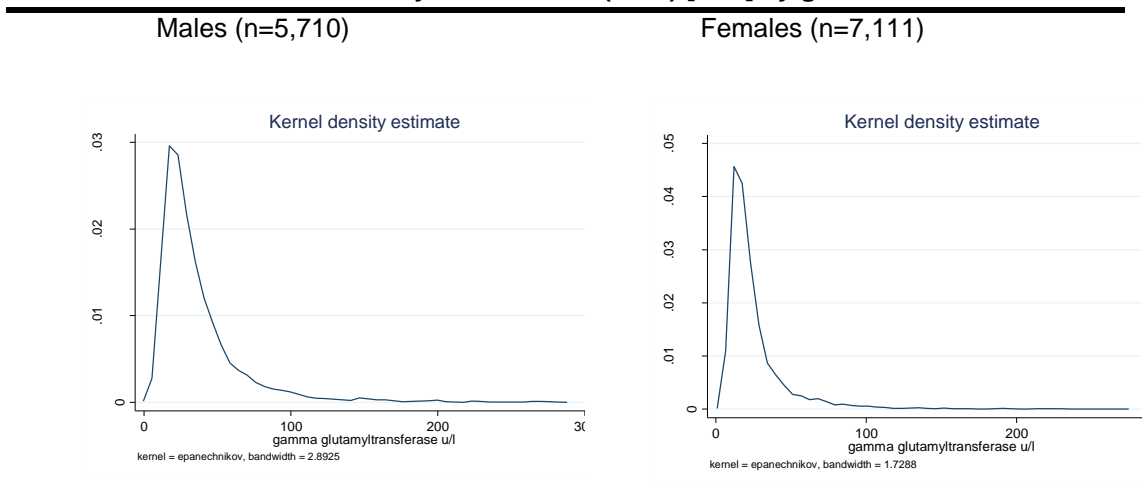 Males (n=5,710)
Females (n=7,111)
Kernel density estimate
.03
.02
.01
0
0
100
200
gamma glutamyltransferase u/l
kernel = epanechnikov, bandwidth = 2.8925
Kernel density estimate
.05
.04
.03
.02
.01
0
0
100
200
gamma glutamyltransferase u/l
kernel = epanechnikov, bandwidth = 1.7288